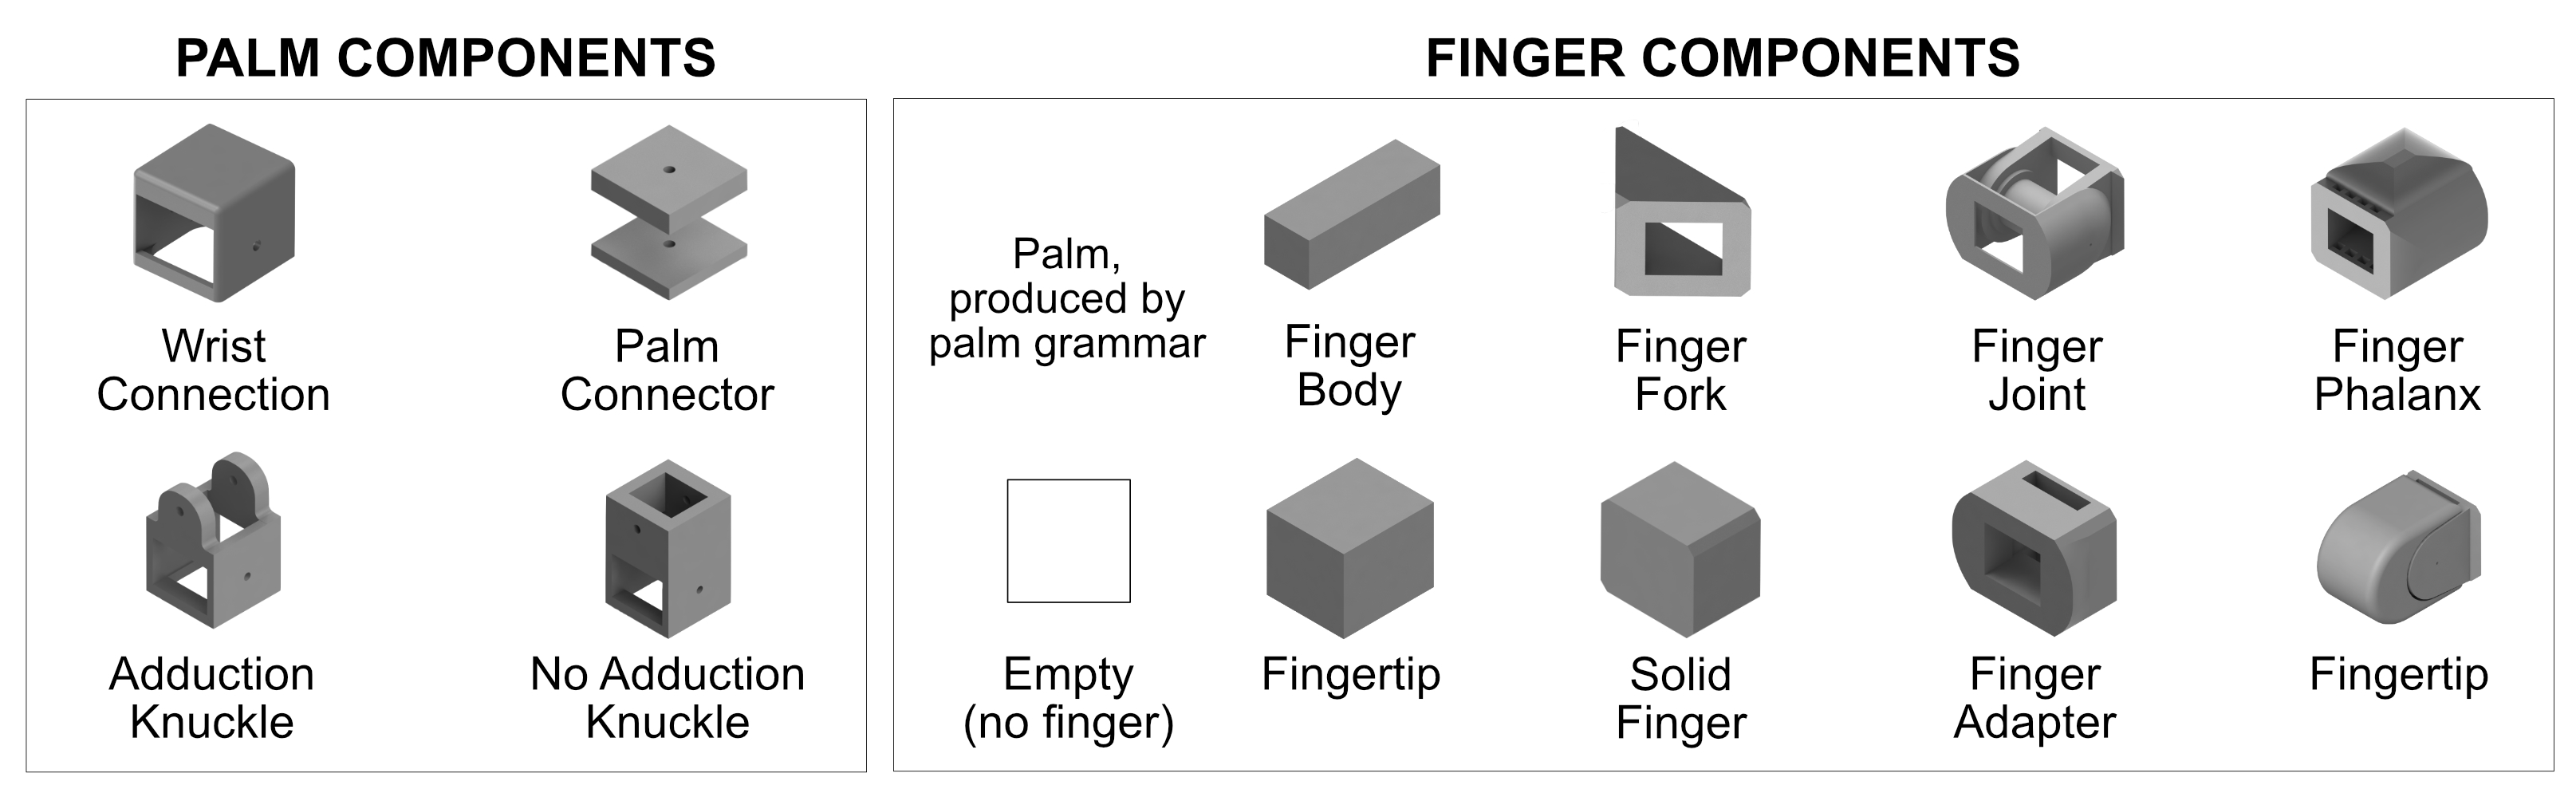 PALM COMPONENTS
Wrist
Connection
Palm
Connector
Adduction
Knuckle
No Adduction
Knuckle
FINGER COMPONENTS
Palm,
produced by
palm grammar
Finger
Body
Finger
Fork
Finger
Joint
Finger
Phalanx
Empty
(no finger)
Fingertip
Solid
Finger
Finger
Adapter
Fingertip